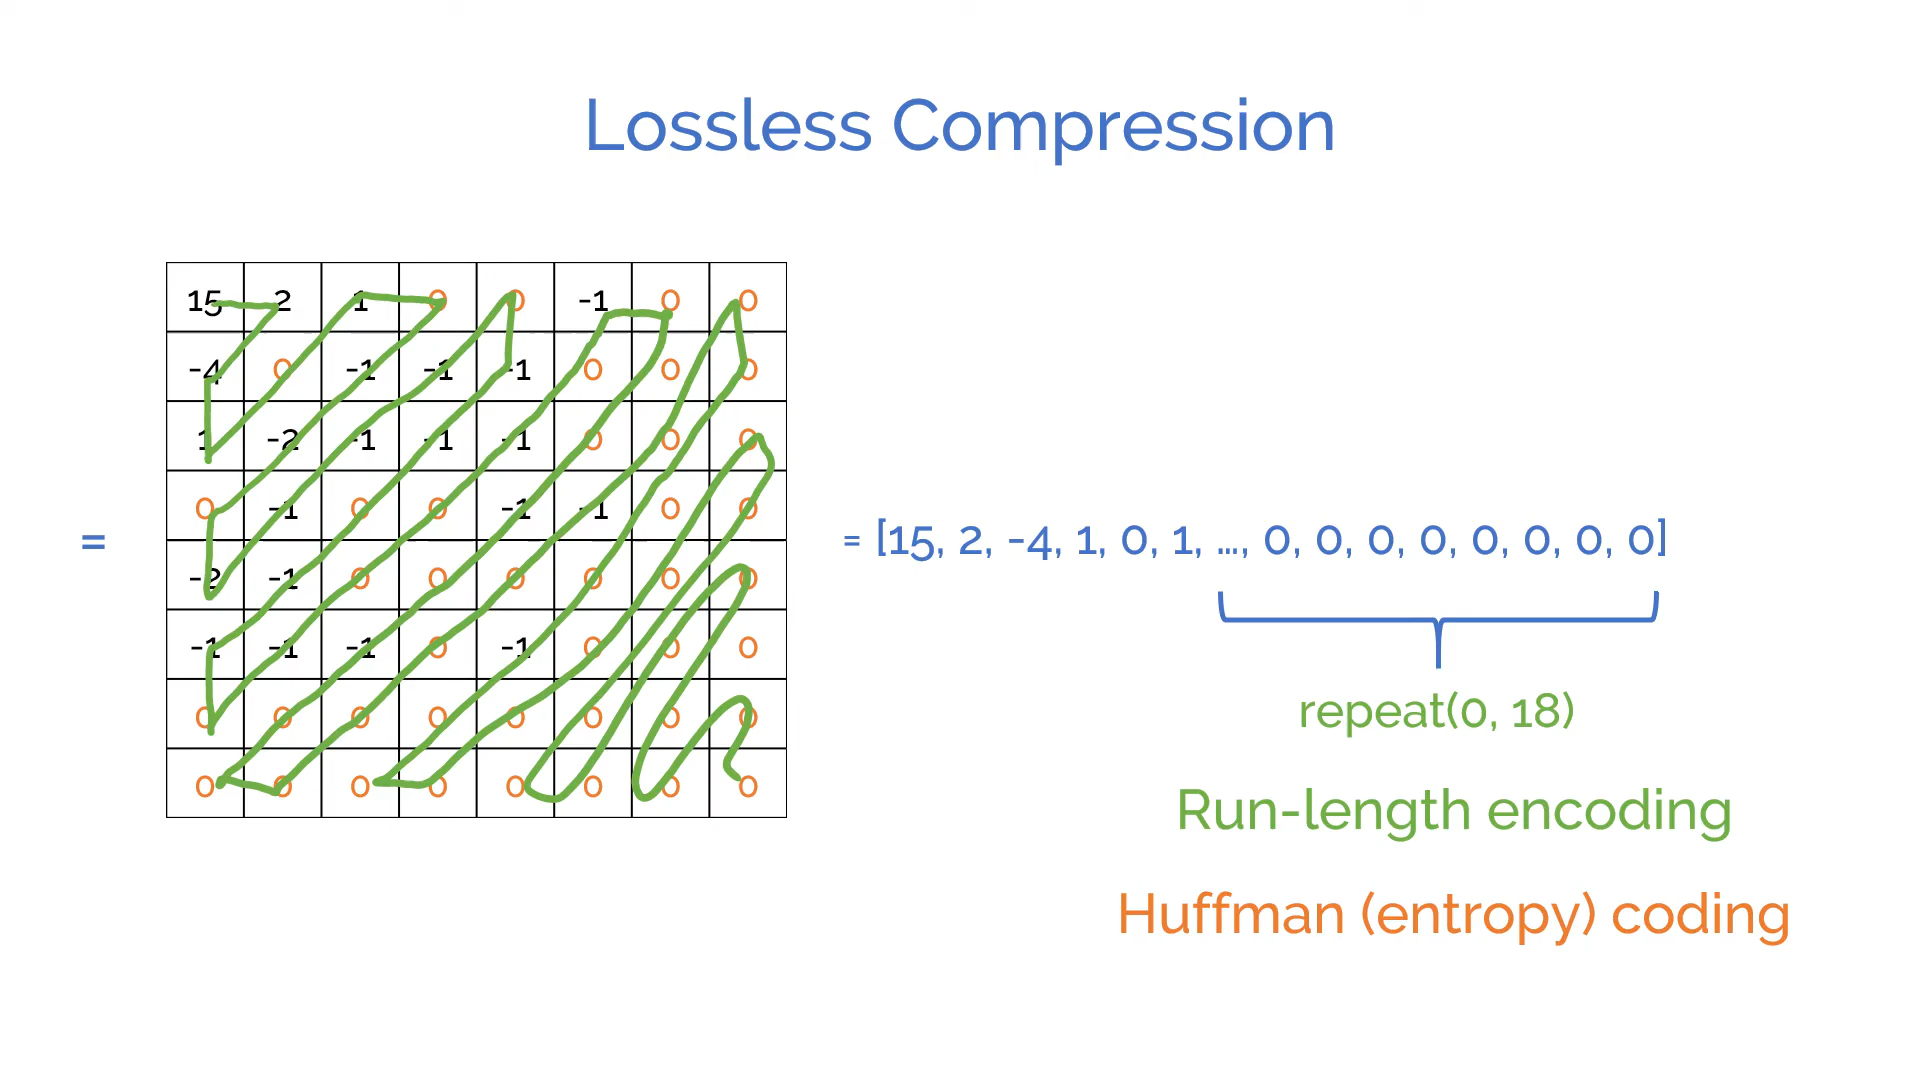 Lossless Compression
15 2 1 0 0 -1 0 0
-4 0 -1 -1 -1 0 0 0
1 -2 -1 -1 -1 0 0 0
0 -1 0 0 -1 -1 0 0
-2 -1 0 0 0 0 0 0
-1 -1 -1 0 -1 0 0 0
0 0 0 0 0 0 0 0
0 0 0 0 0 0 0 0
= = [15, 2, -4, 1, 0, 1, ..., 0, 0, 0, 0, 0, 0, 0, 0]
repeat(0, 18)
Run-length encoding
Huffman (entropy) coding